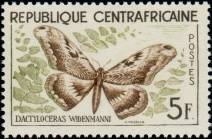 REPUBLIQUE CENTRAFRICAINE
POSTES
DACTYLOCERAS WIDENMANNI
5F